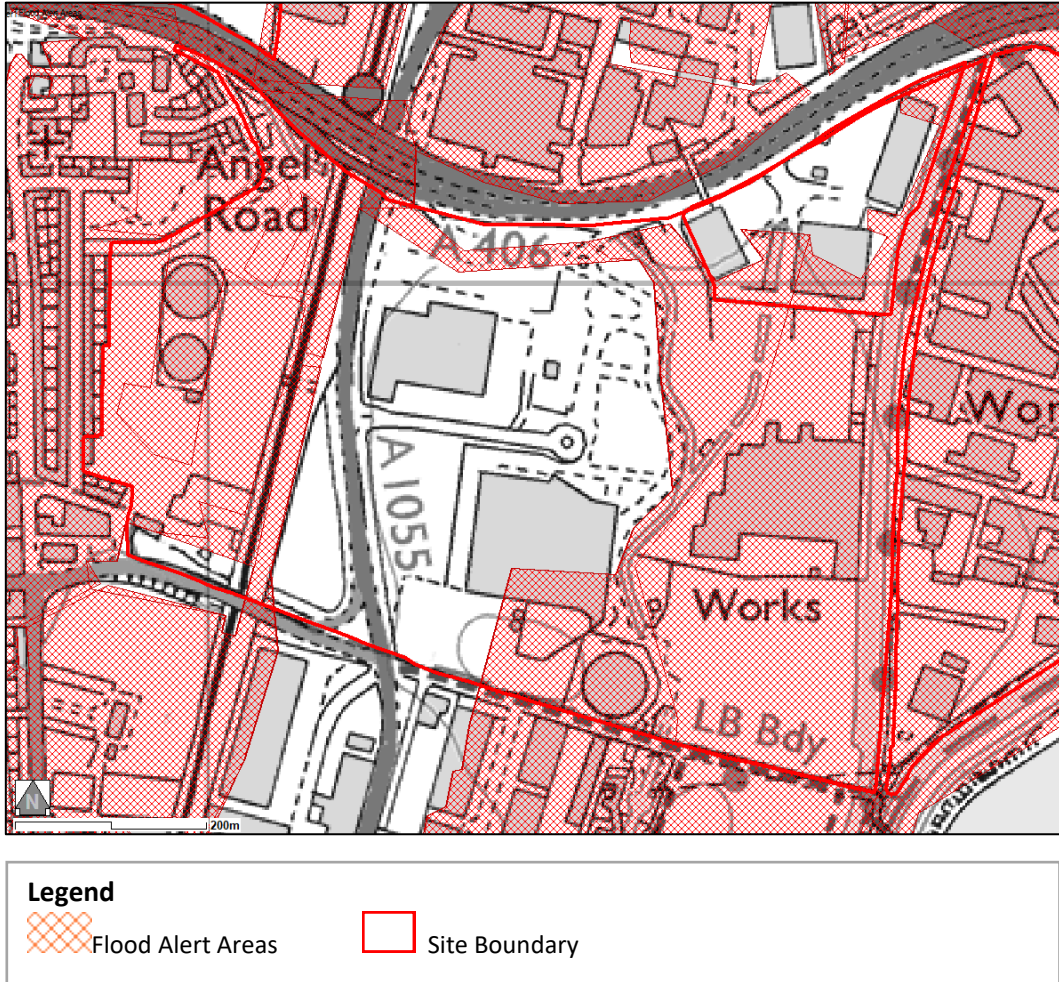 Flood Alert Areas
Angel
Road
A 406
Wor
A 1055
Works
LB Bdy
N
200m
Legend
Flood Alert Areas
Site Boundary